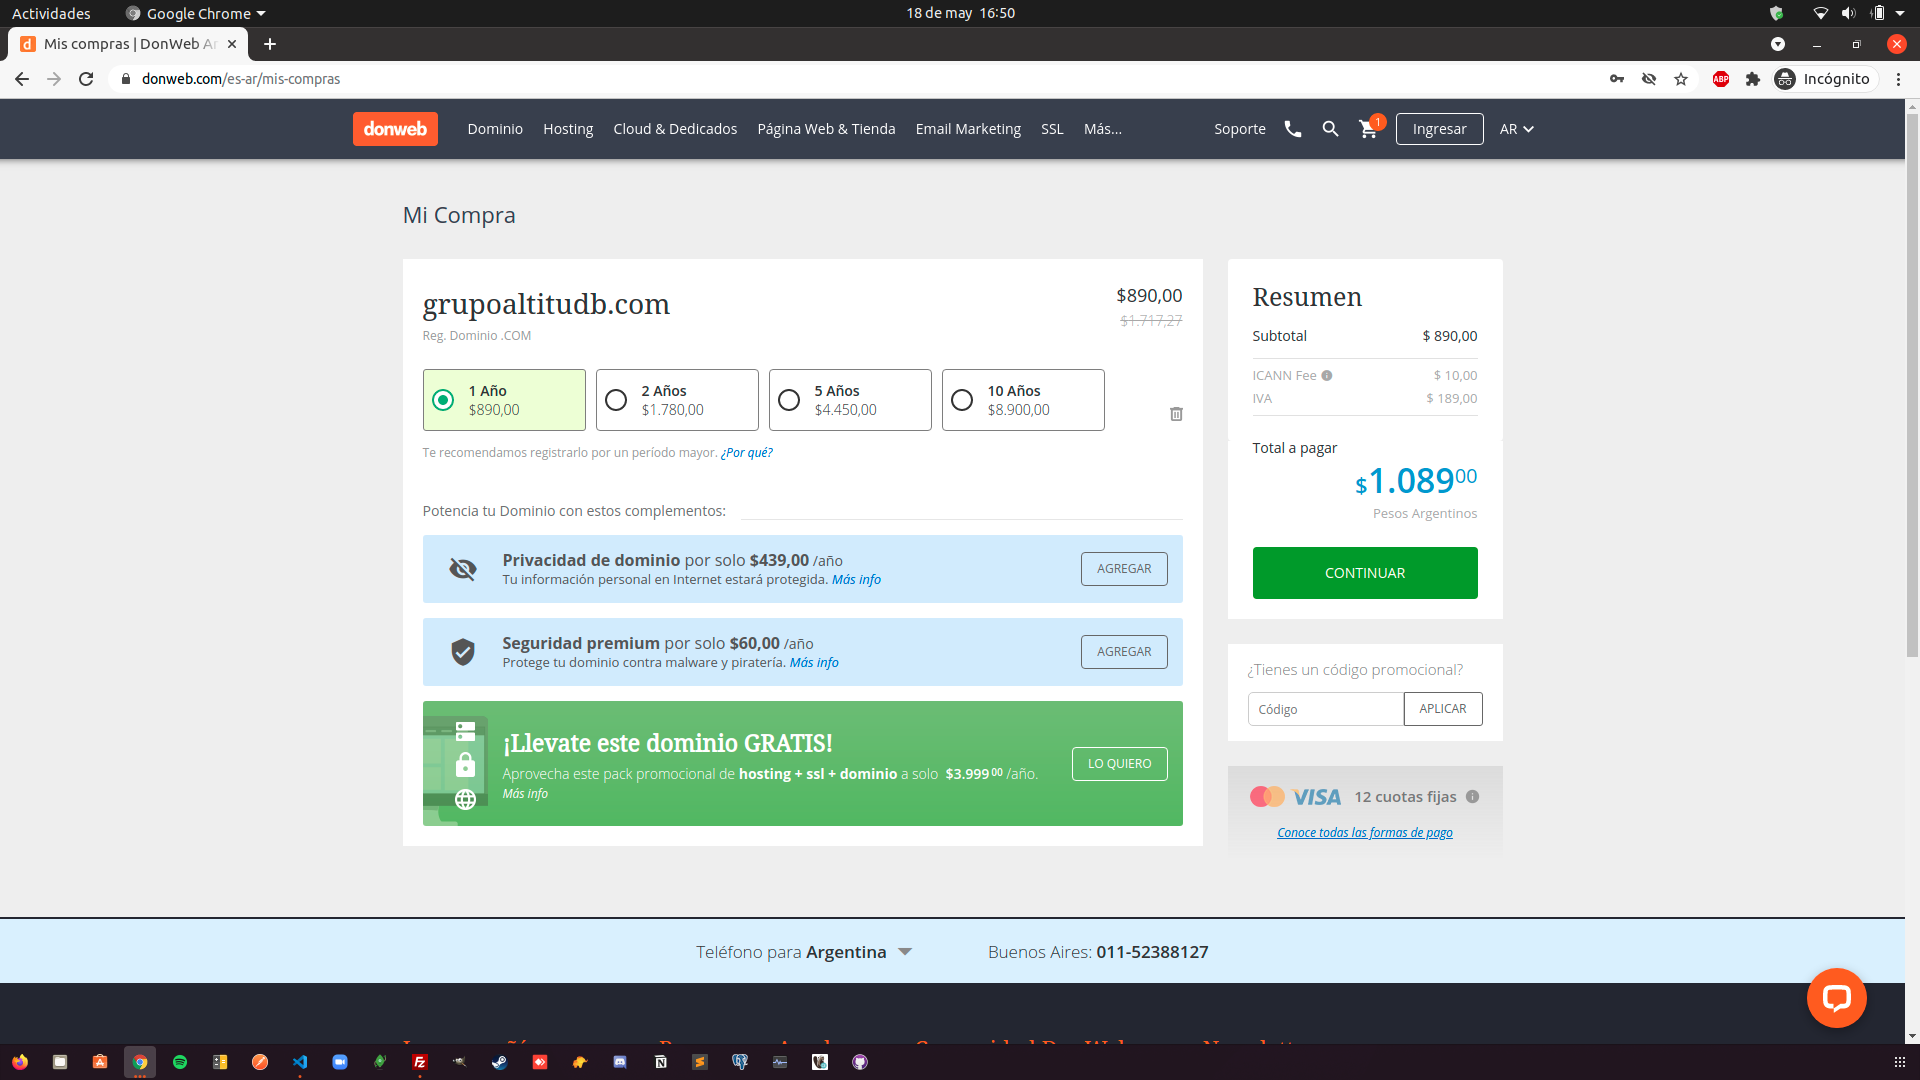 Actividades
Google Chrome
18 de may 16:50
Mis compras | DonWeb Ar
donweb.com/es-ar/mis-compras
ABP
Incógnito
donweb
Dominio
Hosting
Cloud & Dedicados
Página Web & Tienda
Email Marketing
SSL
Más...
Soporte
1
Ingresar
AR
Mi Compra
grupoaltitudb.com
$890,00
$1.717,27
Reg. Dominio .COM
1 Año
$890,00
2 Años
$1.780,00
5 Años
$4.450,00
10 Años
$8.900,00
Te recomendamos registrarlo por un período mayor. ¿Por qué?
Potencia tu Dominio con estos complementos:
Privacidad de dominio por solo $439,00 /año
Tu información personal en Internet estará protegida. Más info
AGREGAR
Seguridad premium por solo $60,00 /año
Protege tu dominio contra malware y piratería. Más info
AGREGAR
¡Llevate este dominio GRATIS!
Aprovecha este pack promocional de hosting + ssl + dominio a solo $3.999 00 /año.
Más info
LO QUIERO
Resumen
Subtotal $ 890,00
ICANN Fee $ 10,00
IVA $ 189,00
Total a pagar
$1.089 00
Pesos Argentinos
CONTINUAR
¿Tienes un código promocional?
Código
APLICAR
VISA 12 cuotas fijas
Conoce todas las formas de pago
Teléfono para Argentina
Buenos Aires: 011-52388127